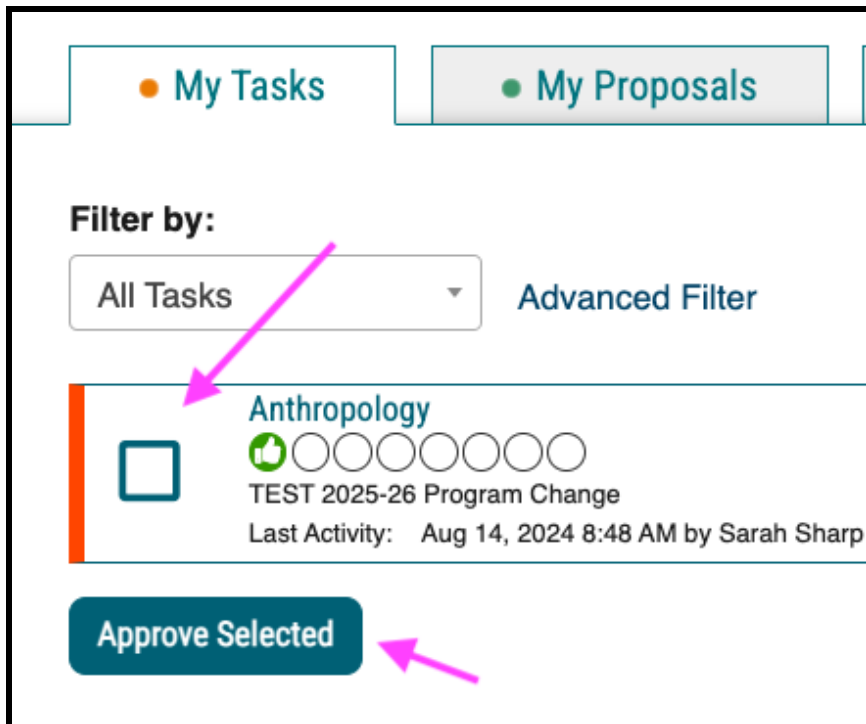 My Tasks
My Proposals
Filter by:
All Tasks
Advanced Filter
Anthropology
TEST 2025-26 Program Change
Last Activity: Aug 14, 2024 8:48 AM by Sarah Sharp
Approve Selected